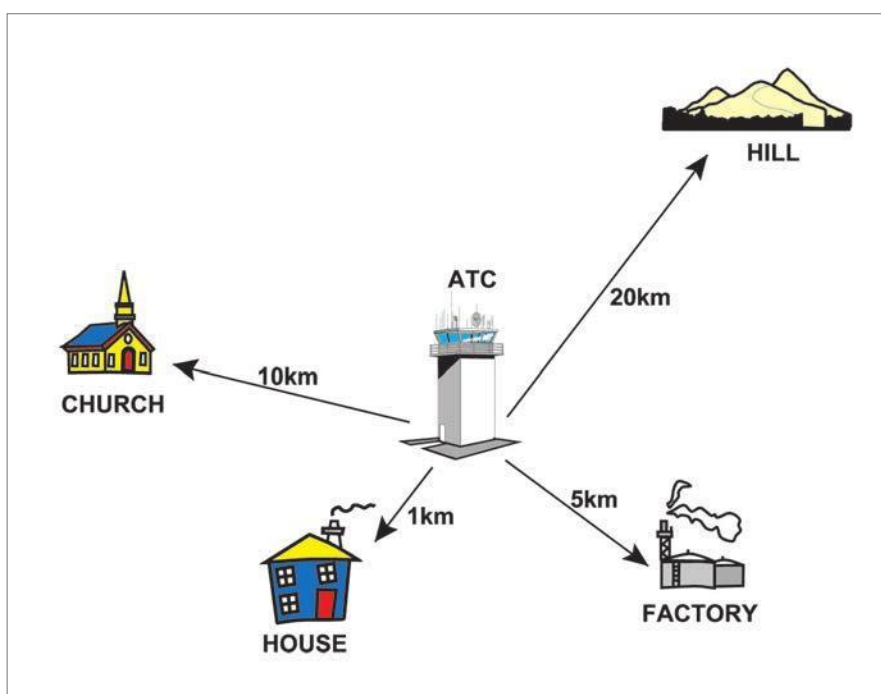 HILL
ATC
20km
10km
CHURCH
5km
1km
FACTORY
HOUSE